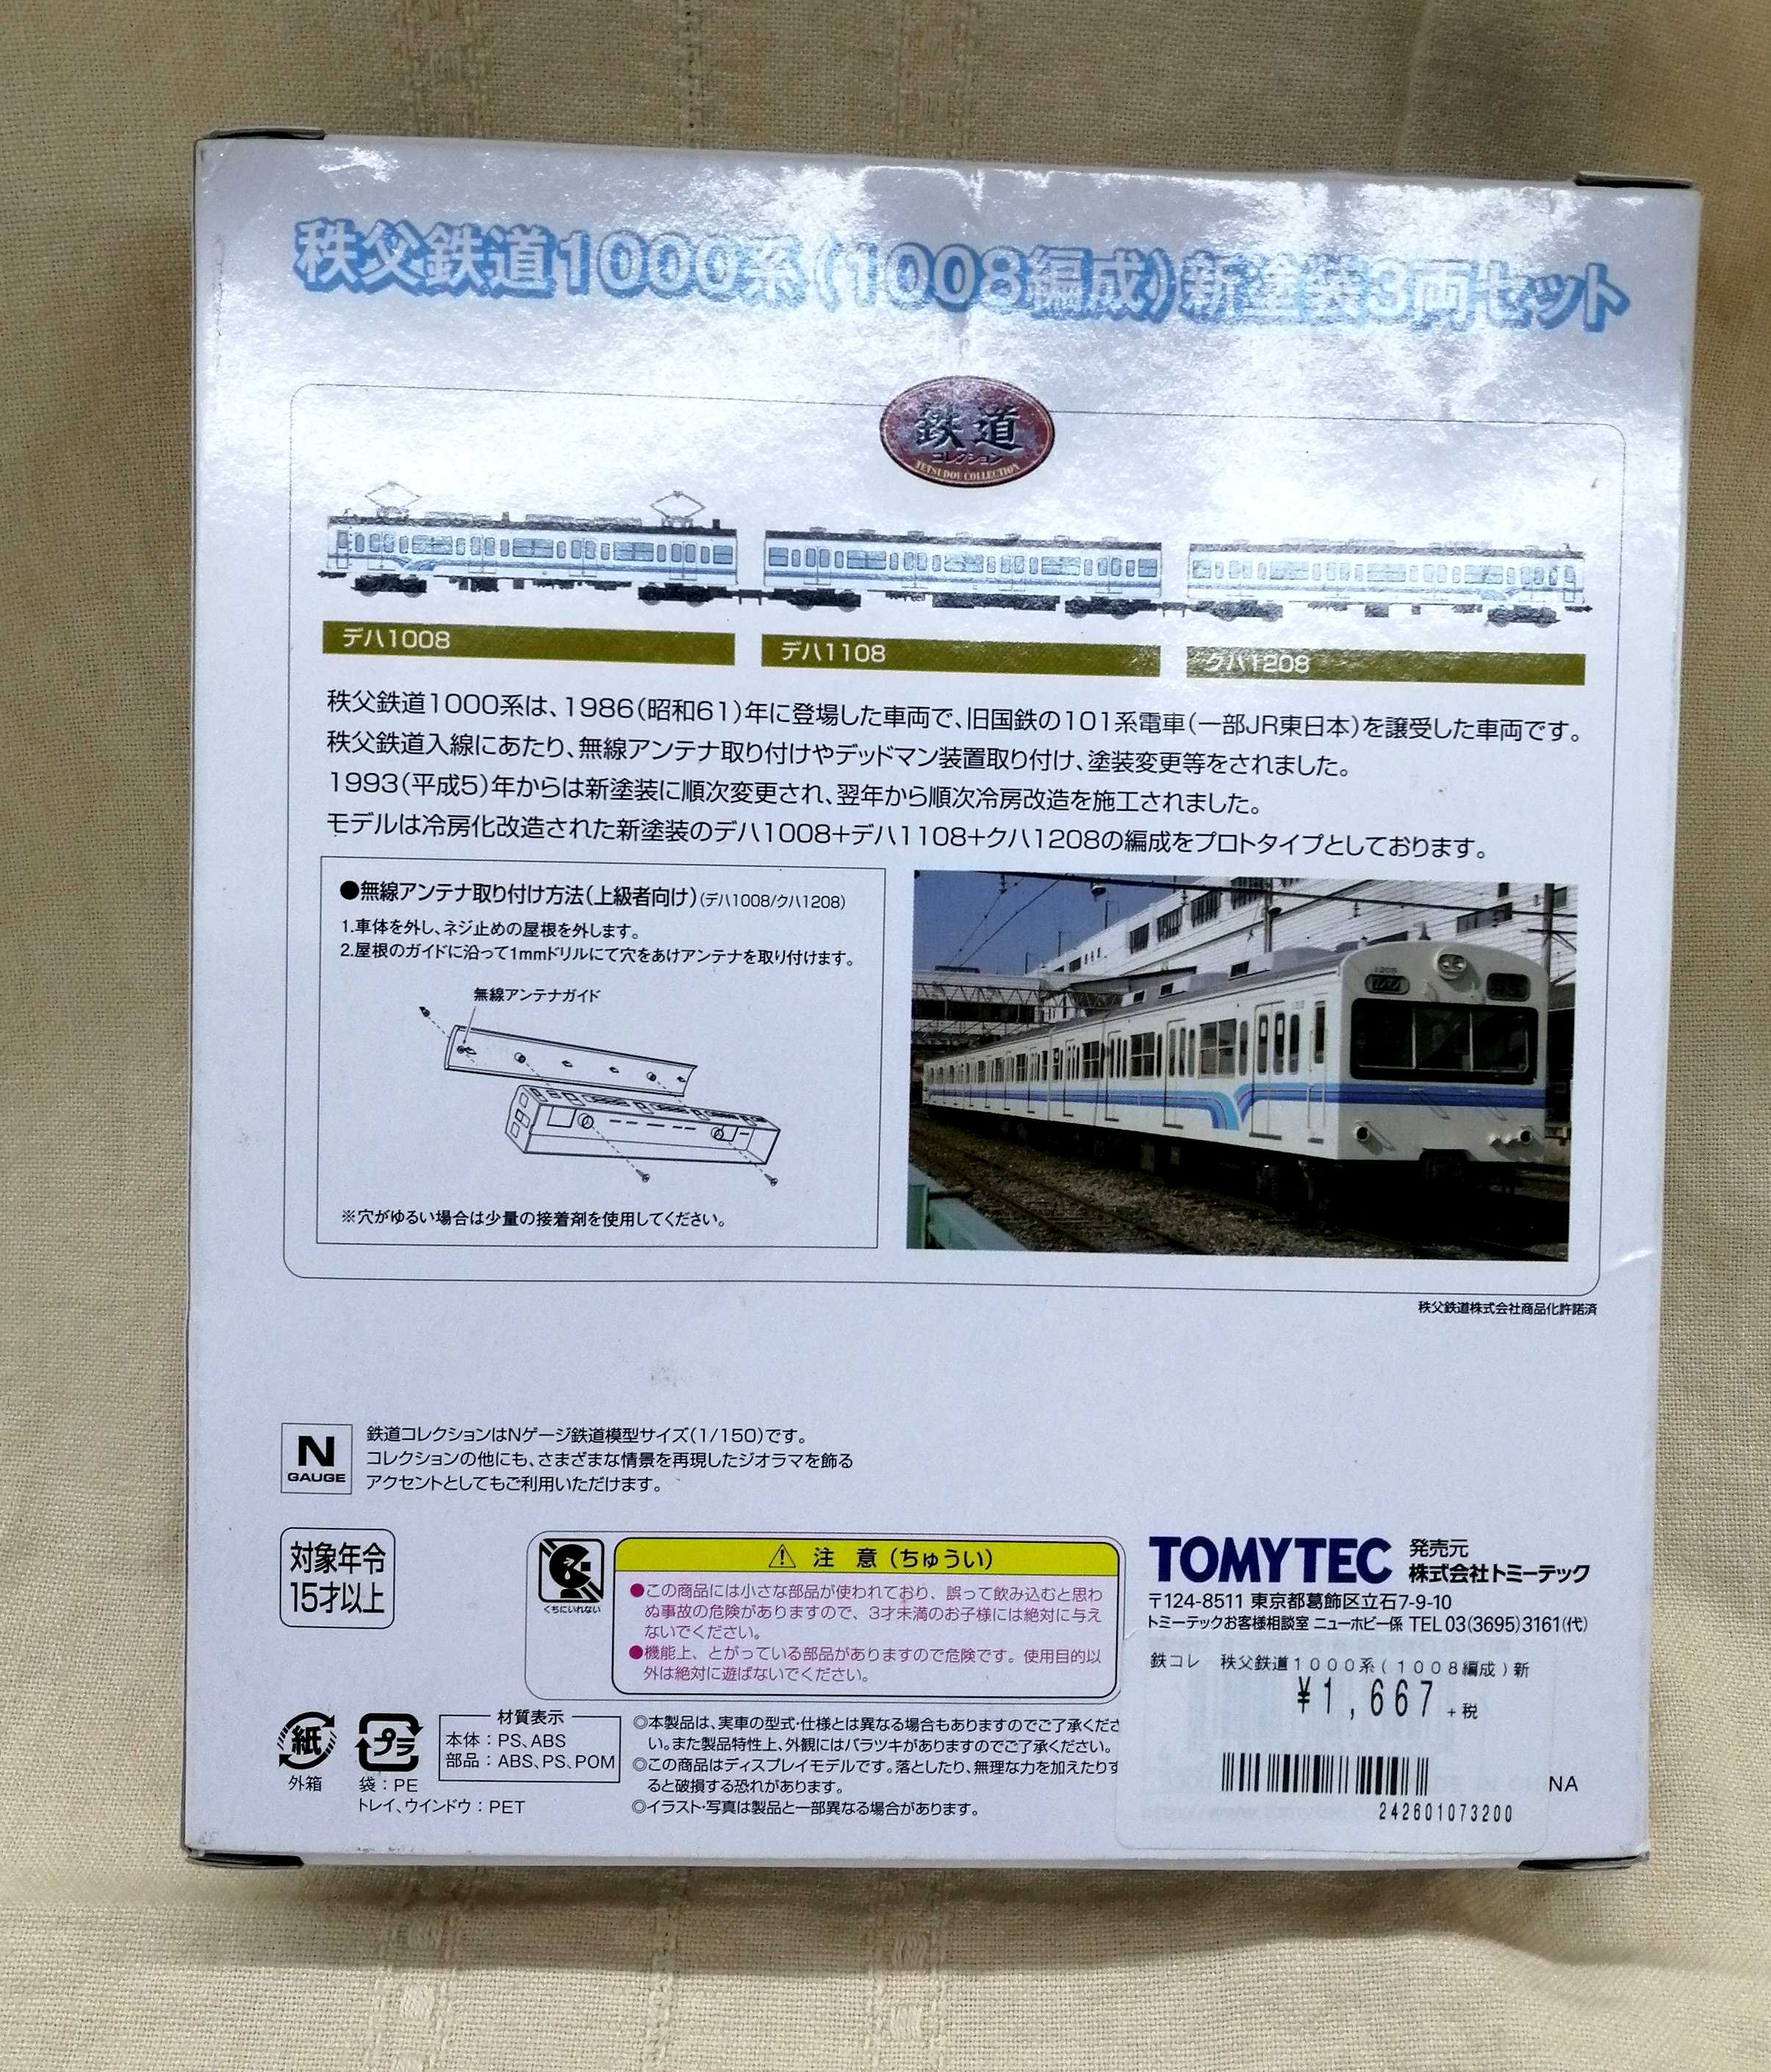 秩父鉄道1000系(1008編成)新塗装3両セット
鉄道
コレクション
TETSUDOU COLLECTION
デハ1008
デハ1108
クハ1208
秩父鉄道1000系は、1986(昭和61)年に登場した車両で、旧国鉄の101系電車(一部JR東日本)を譲受した車両です。
秩父鉄道入線にあたり、無線アンテナ取り付けやデッドマン装置取り付け、塗装変更等をされました。
1993(平成5)年からは新塗装に順次変更され、翌年から順次冷房改造を施工されました。
モデルは冷房化改造された新塗装のデハ1008+デハ1108+クハ1208の編成をプロトタイプとしております。
●無線アンテナ取り付け方法(上級者向け)(デハ1008/クハ1208)
1.車体を外し、ネジ止めの屋根を外します。
2.屋根のガイドに沿って1mmドリルにて穴をあけアンテナを取り付けます。
無線アンテナガイド
※穴がゆるい場合は少量の接着剤を使用してください。
秩父鉄道株式会社商品化許諾済
N
GAUGE
鉄道コレクションはNゲージ鉄道模型サイズ(1/150)です。
コレクションの他にも、さまざまな情景を再現したジオラマを飾る
アクセントとしてもご利用いただけます。
対象年令
15才以上
くちにいれない
⚠ 注 意(ちゅうい)
●この商品には小さな部品が使われており、誤って飲み込むと思わ
ぬ事故の危険がありますので、3才未満のお子様には絶対に与え
ないでください。
●機能上、とがっている部品がありますので危険です。使用目的以
外は絶対に遊ばないでください。
TOMYTEC 発売元
株式会社トミーテック
〒124-8511 東京都葛飾区立石7-9-10
トミーテックお客様相談室 ニューホビー係 TEL03(3695)3161(代)
鉄コレ 秩父鉄道1000系(1008編成)新
¥1,667+税
NA
242601073200
紙
外箱
プラ
袋:PE
トレイ、ウインドウ:PET
材質表示
本体:PS、ABS
部品:ABS、PS、POM
◎本製品は、実車の型式・仕様とは異なる場合もありますのでご了承くださ
い。また製品特性上、外観にはバラツキがありますのでご了承ください。
◎この商品はディスプレイモデルです。落としたり、無理な力を加えたりす
ると破損する恐れがあります。
◎イラスト・写真は製品と一部異なる場合があります。